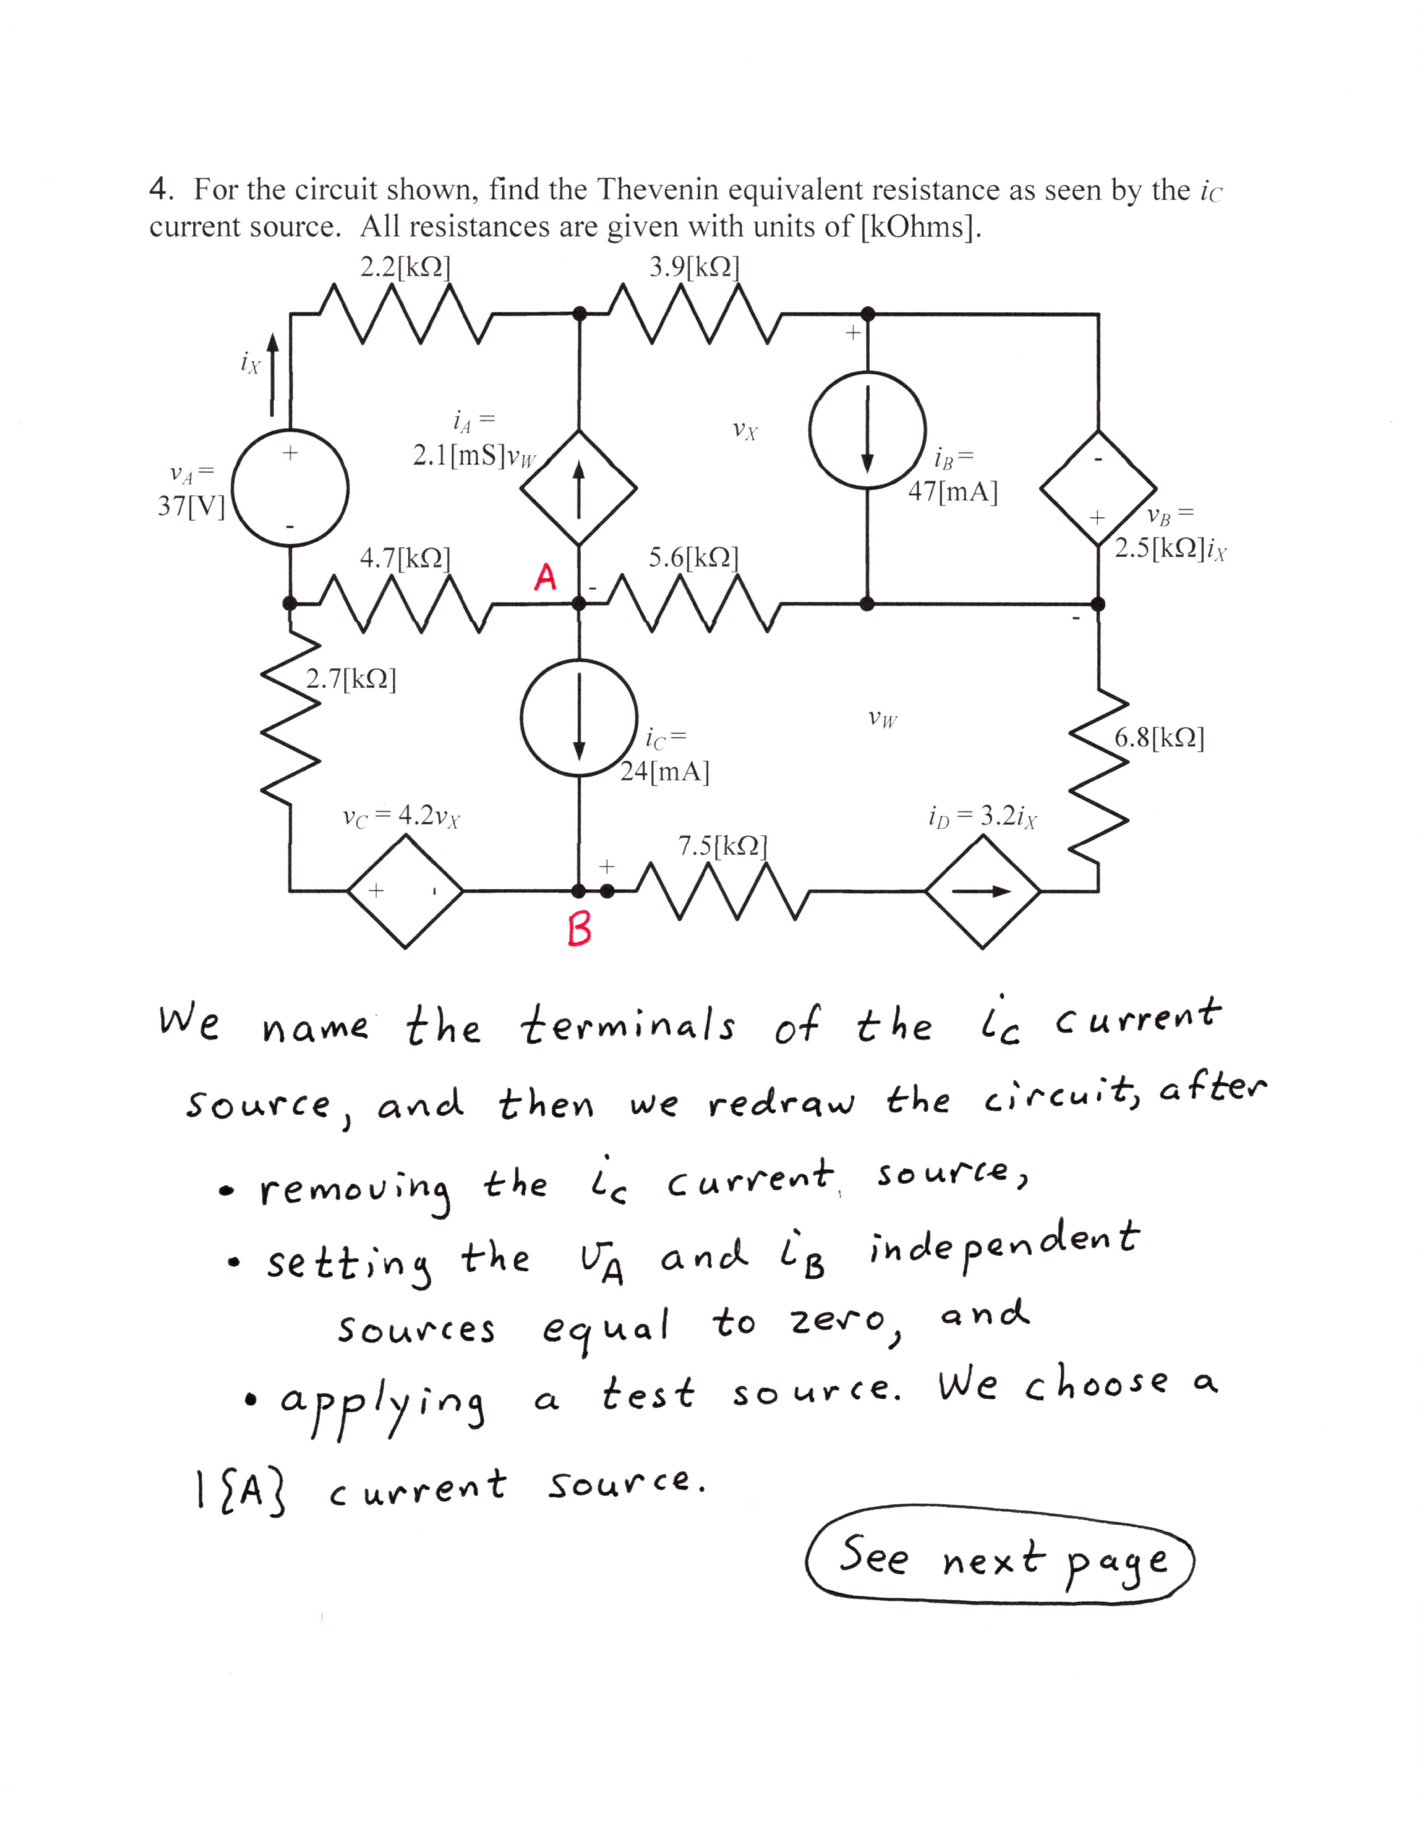 4. For the circuit shown, find the Thevenin equivalent resistance as seen by the iC
current source. All resistances are given with units of [kOhms].
2.2[kΩ]
3.9[kΩ]
+
iX
iA =
2.1[mS]vW
vX
+
vA =
37[V]
-
iB =
47[mA]
-
+
vB =
2.5[kΩ]iX
4.7[kΩ]
A
-
5.6[kΩ]
-
2.7[kΩ]
vW
iC =
24[mA]
6.8[kΩ]
vC = 4.2vX
iD = 3.2iX
7.5[kΩ]
+
+
-
B
We name the terminals of the iC current
source, and then we redraw the circuit, after
• removing the iC current source,
• setting the vA and iB independent
sources equal to zero, and
• applying a test source. We choose a
1{A} current source.
See next page